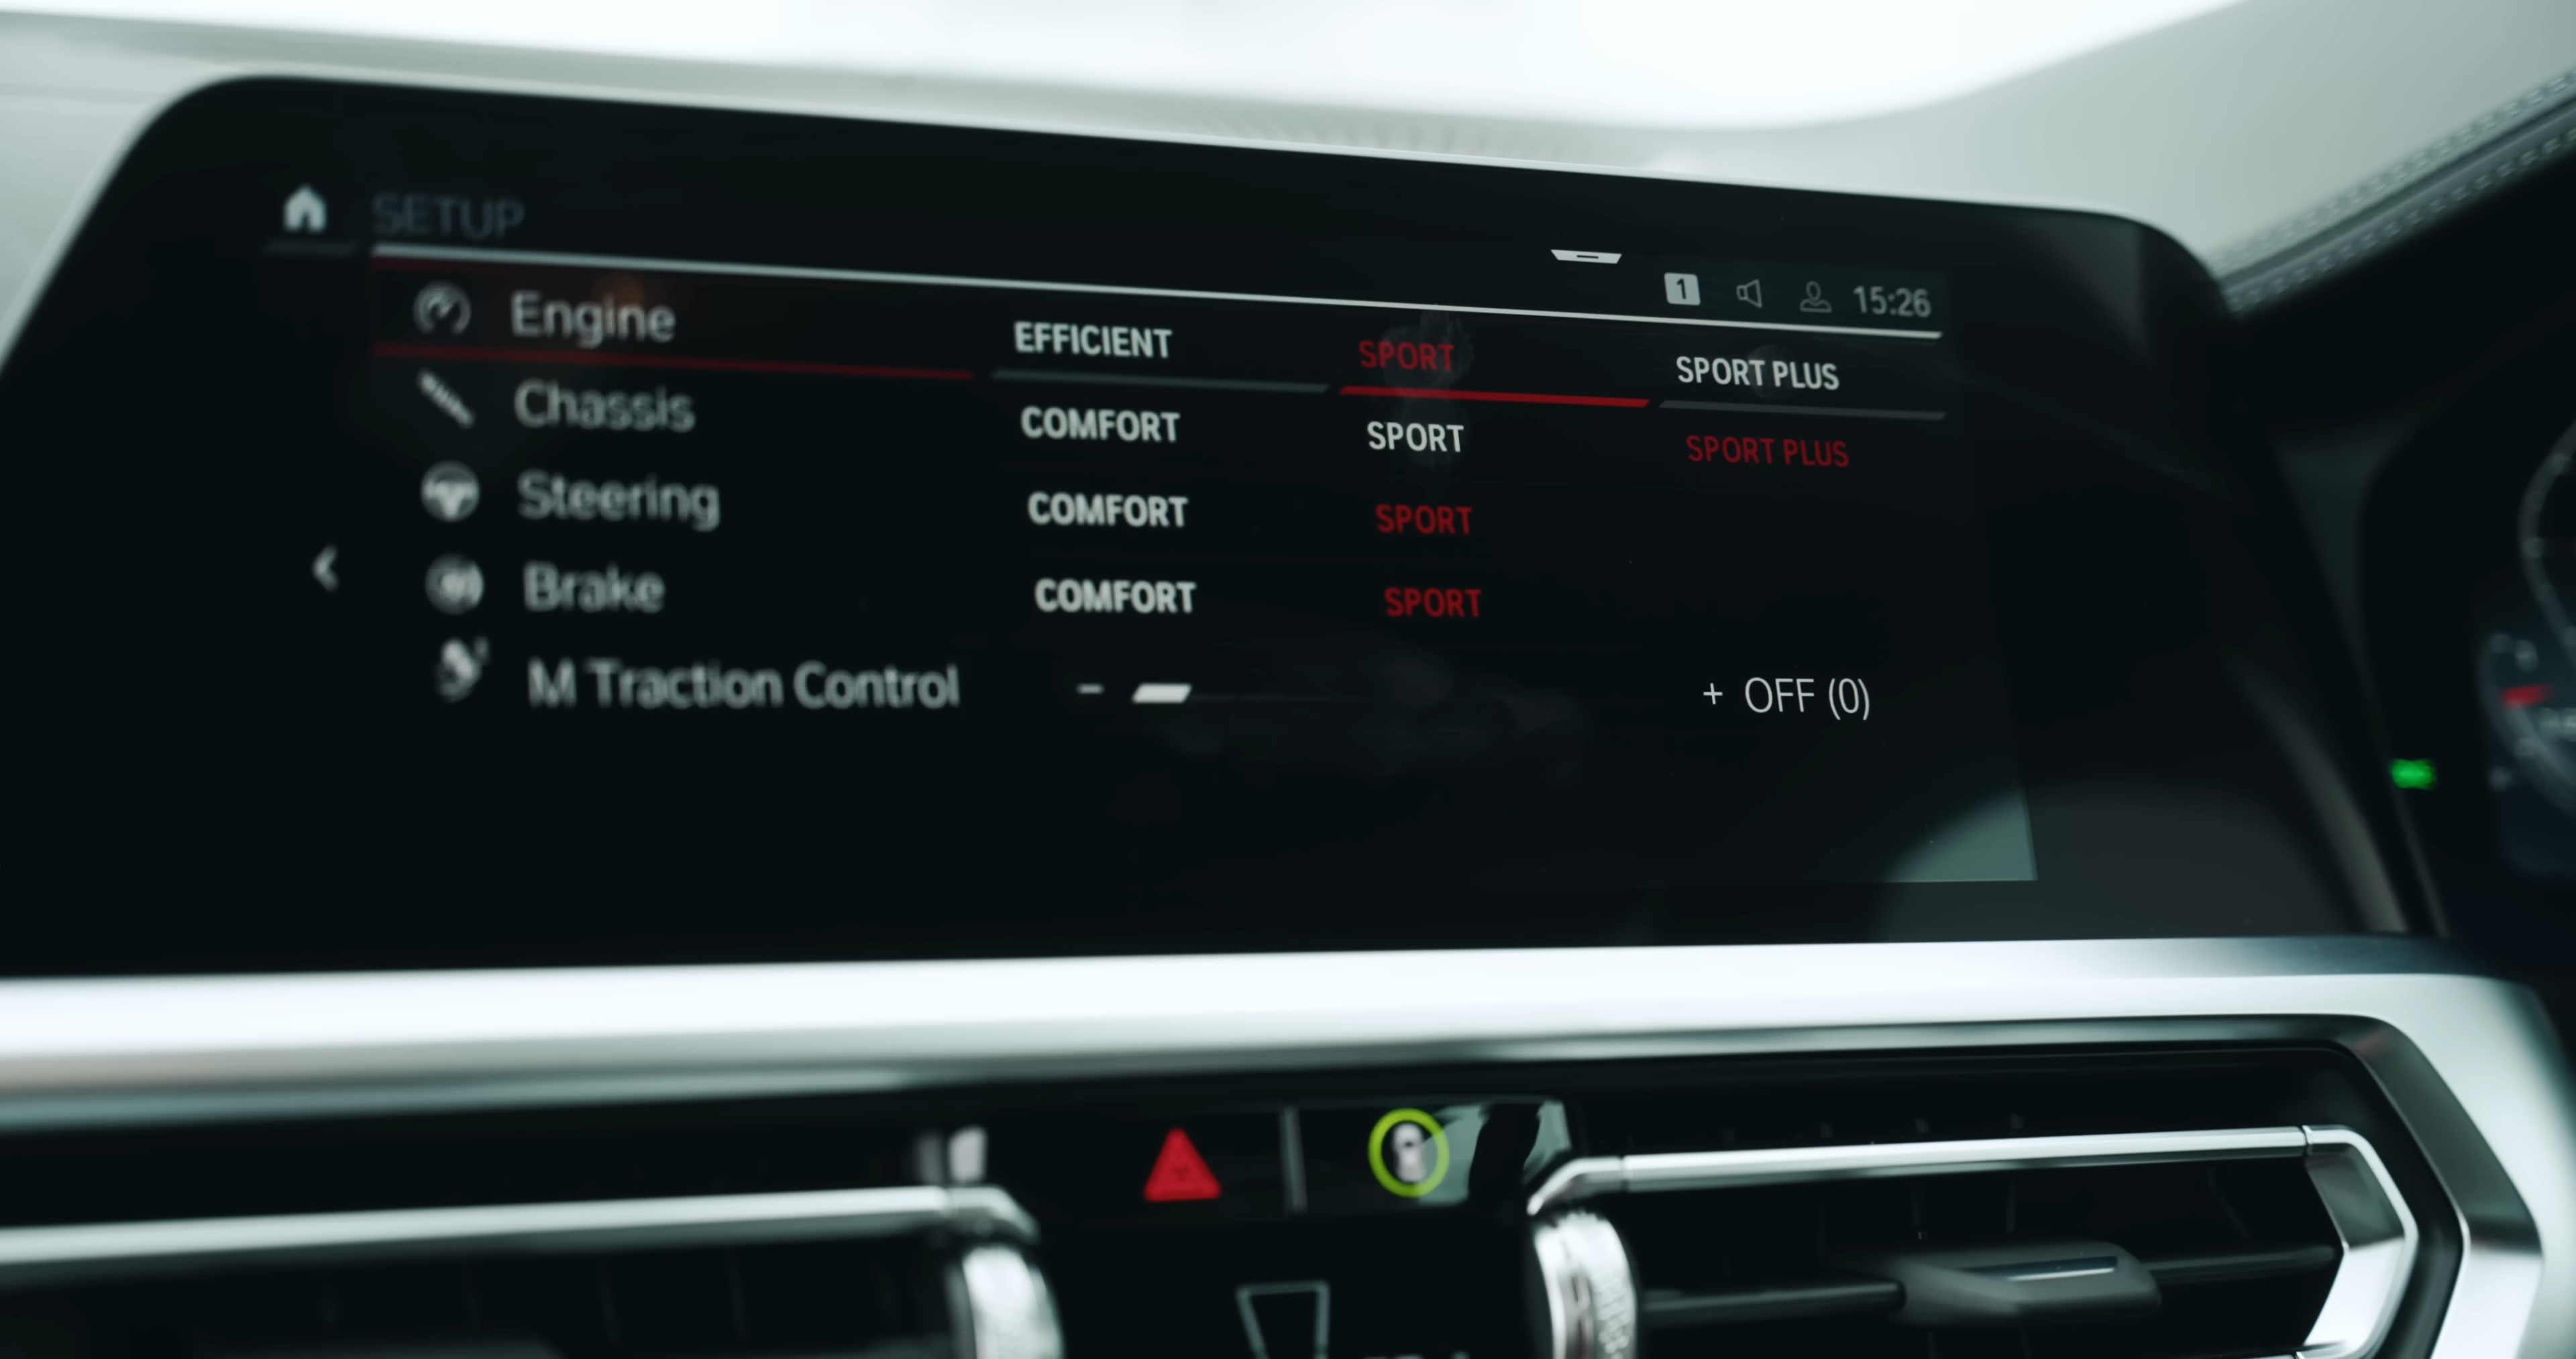 SETUP
1 15:26
Engine EFFICIENT SPORT SPORT PLUS
Chassis COMFORT SPORT SPORT PLUS
Steering COMFORT SPORT
Brake COMFORT SPORT
M Traction Control - + OFF (0)